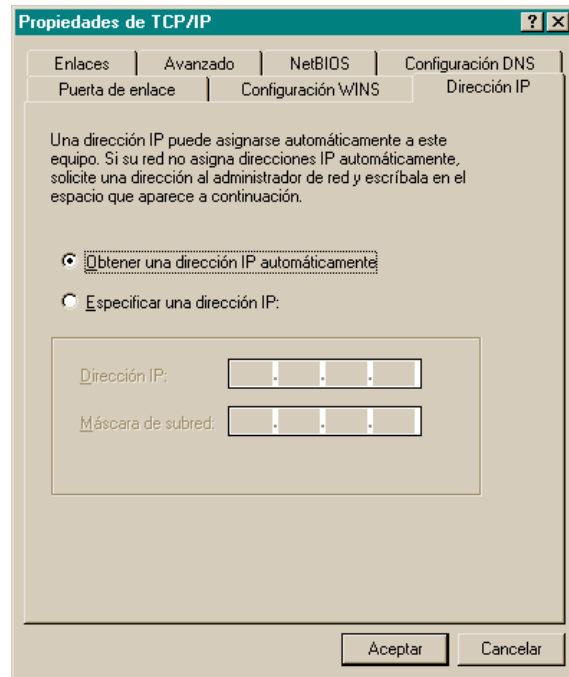 Propiedades de TCP/IP
Enlaces Avanzado NetBIOS Configuración DNS
Puerta de enlace Configuración WINS Dirección IP
Una dirección IP puede asignarse automáticamente a este
equipo. Si su red no asigna direcciones IP automáticamente,
solicite una dirección al administrador de red y escríbala en el
espacio que aparece a continuación.
Obtener una dirección IP automáticamente
Especificar una dirección IP:
Dirección IP:
Máscara de subred:
Aceptar Cancelar